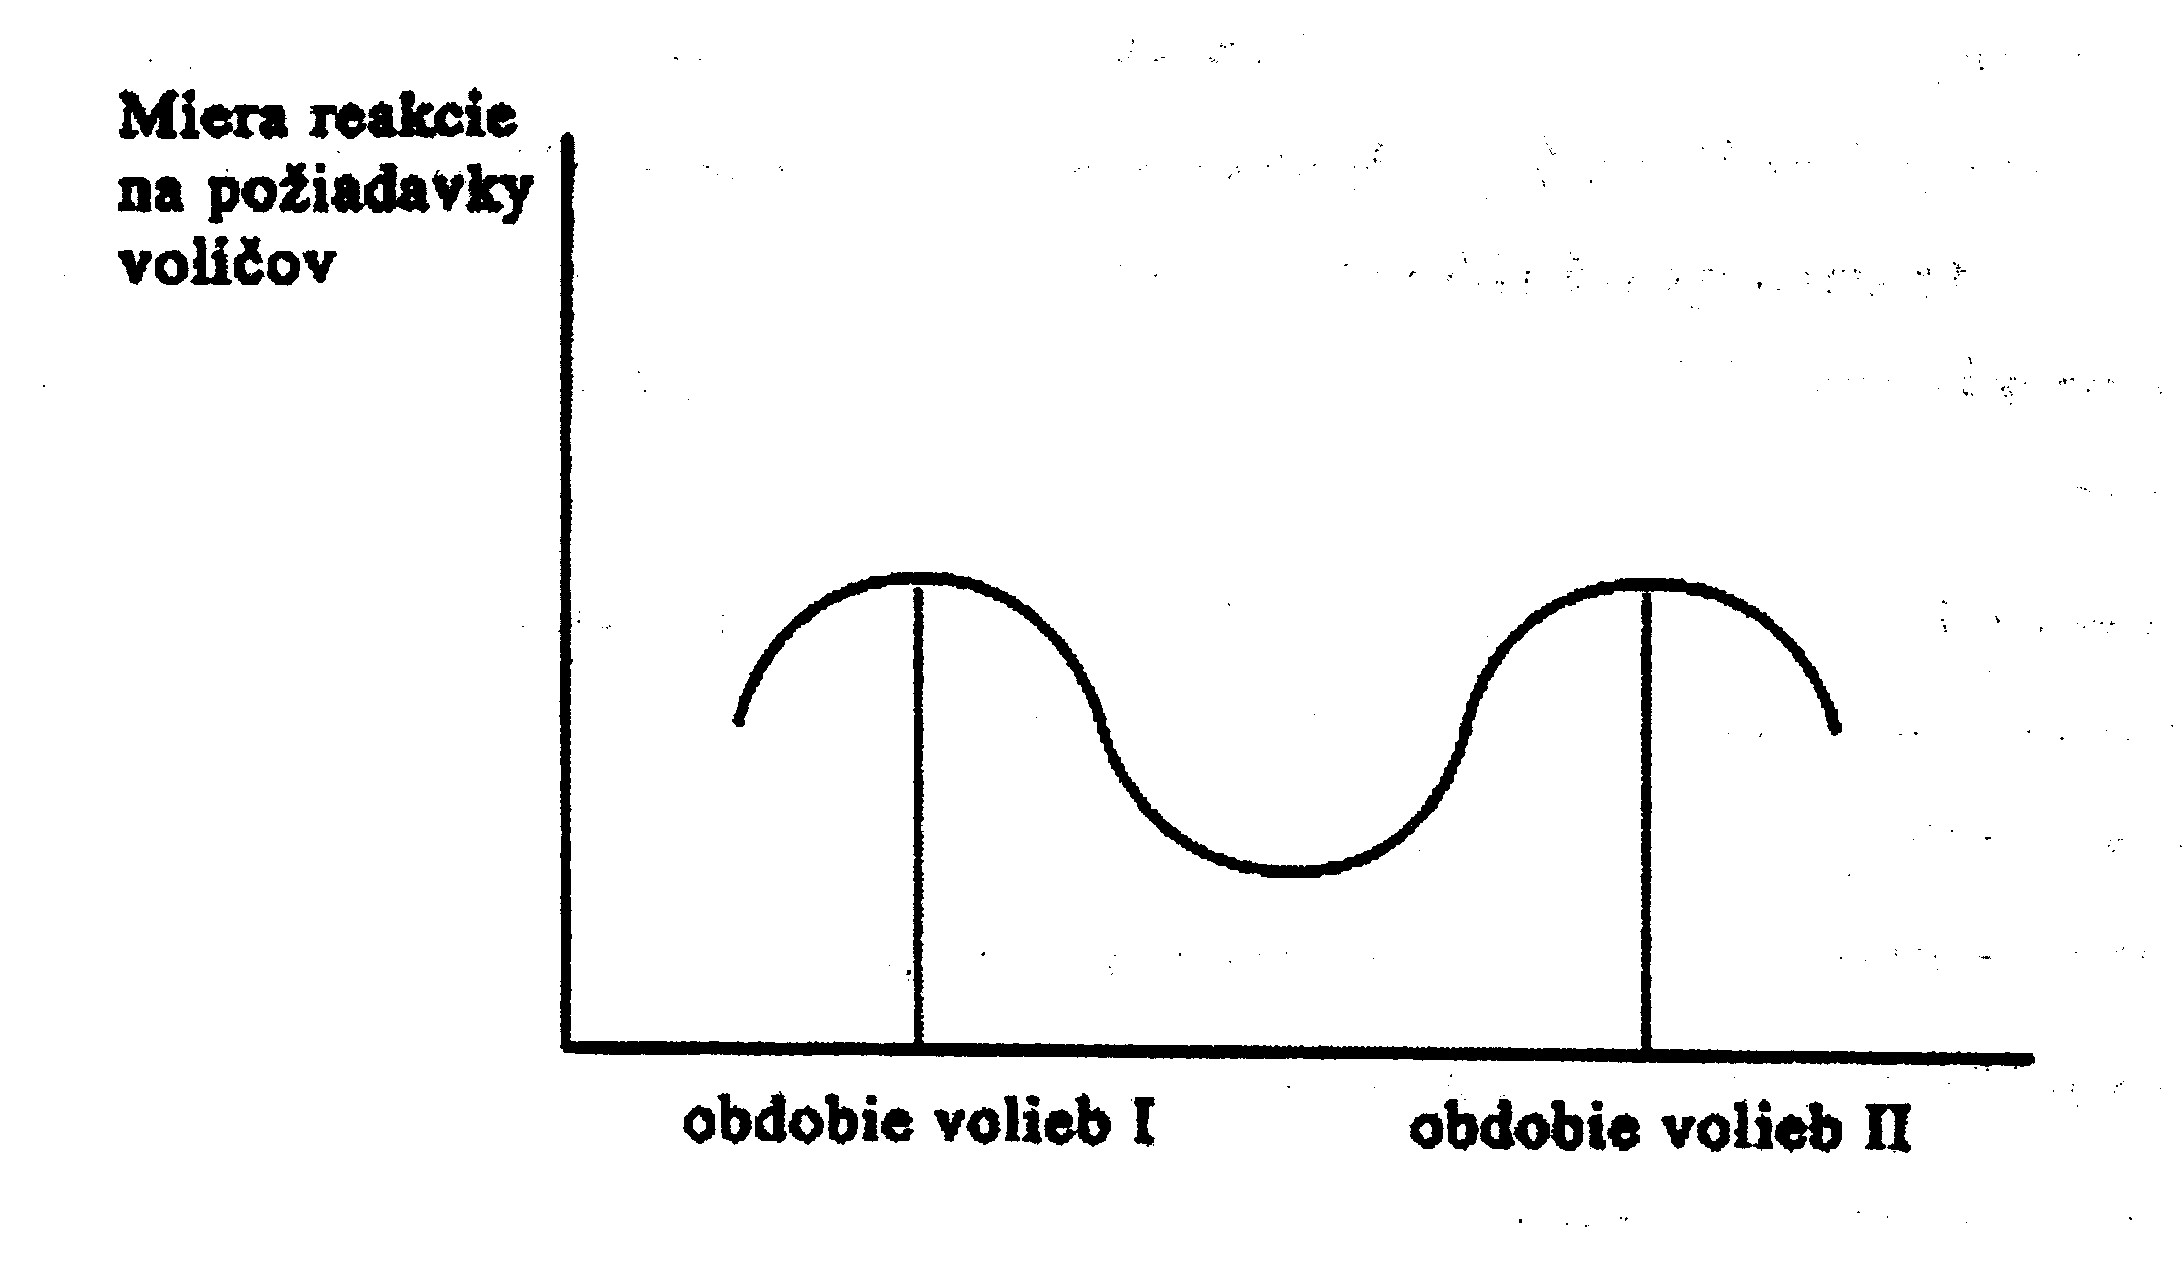 Miera reakcie
na požiadavky
voličov
obdobie volieb I
obdobie volieb II